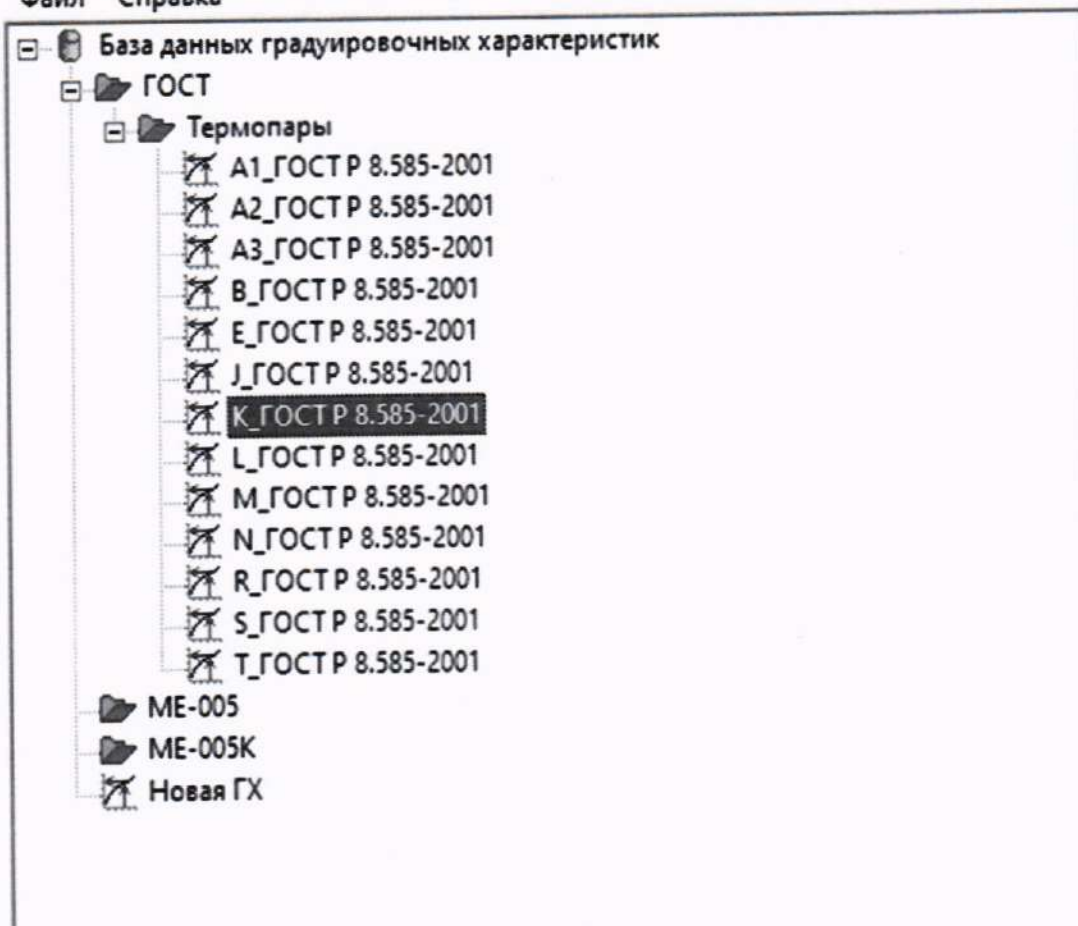 Файл Справка
База данных градуировочных характеристик
ГОСТ
Термопары
A1_ГОСТ Р 8.585-2001
A2_ГОСТ Р 8.585-2001
A3_ГОСТ Р 8.585-2001
B_ГОСТ Р 8.585-2001
E_ГОСТ Р 8.585-2001
J_ГОСТ Р 8.585-2001
K_ГОСТ Р 8.585-2001
L_ГОСТ Р 8.585-2001
M_ГОСТ Р 8.585-2001
N_ГОСТ Р 8.585-2001
R_ГОСТ Р 8.585-2001
S_ГОСТ Р 8.585-2001
T_ГОСТ Р 8.585-2001
МЕ-005
МЕ-005К
Новая ГХ